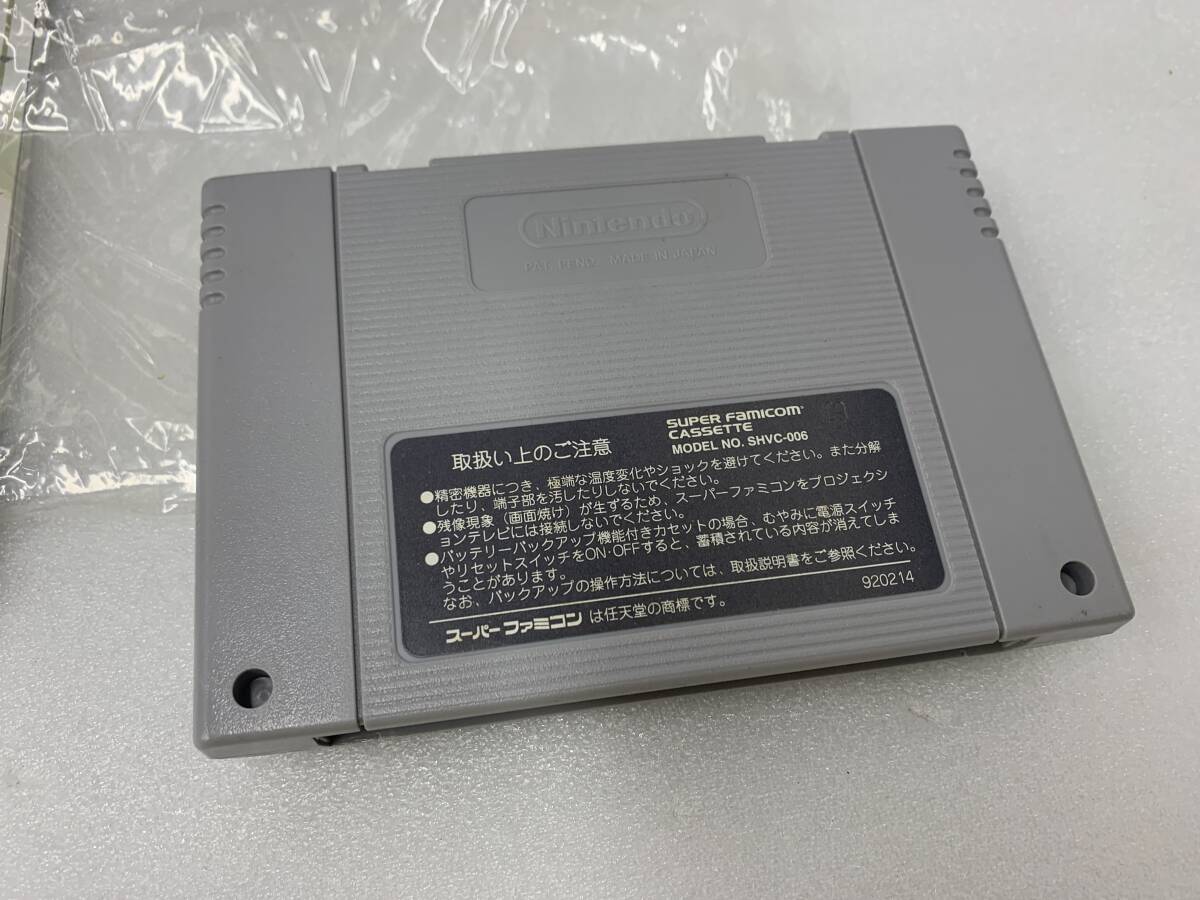 Nintendo
PAT. PEND. MADE IN JAPAN
SUPER FAMICOM
CASSETTE
取扱い上のご注意 MODEL NO. SHVC-006
●精密機器につき、極端な温度変化やショックを避けてください。また分解
したり、端子部を汚したりしないでください。
●残像現象（画面焼け）が生ずるため、スーパーファミコンをプロジェクシ
ョンテレビには接続しないでください。
●バッテリーバックアップ機能付きカセットの場合、むやみに電源スイッチ
やリセットスイッチをON・OFFすると、蓄積されている内容が消えてしま
うことがあります。
なお、バックアップの操作方法については、取扱説明書をご参照ください。
スーパーファミコン は任天堂の商標です。
920214